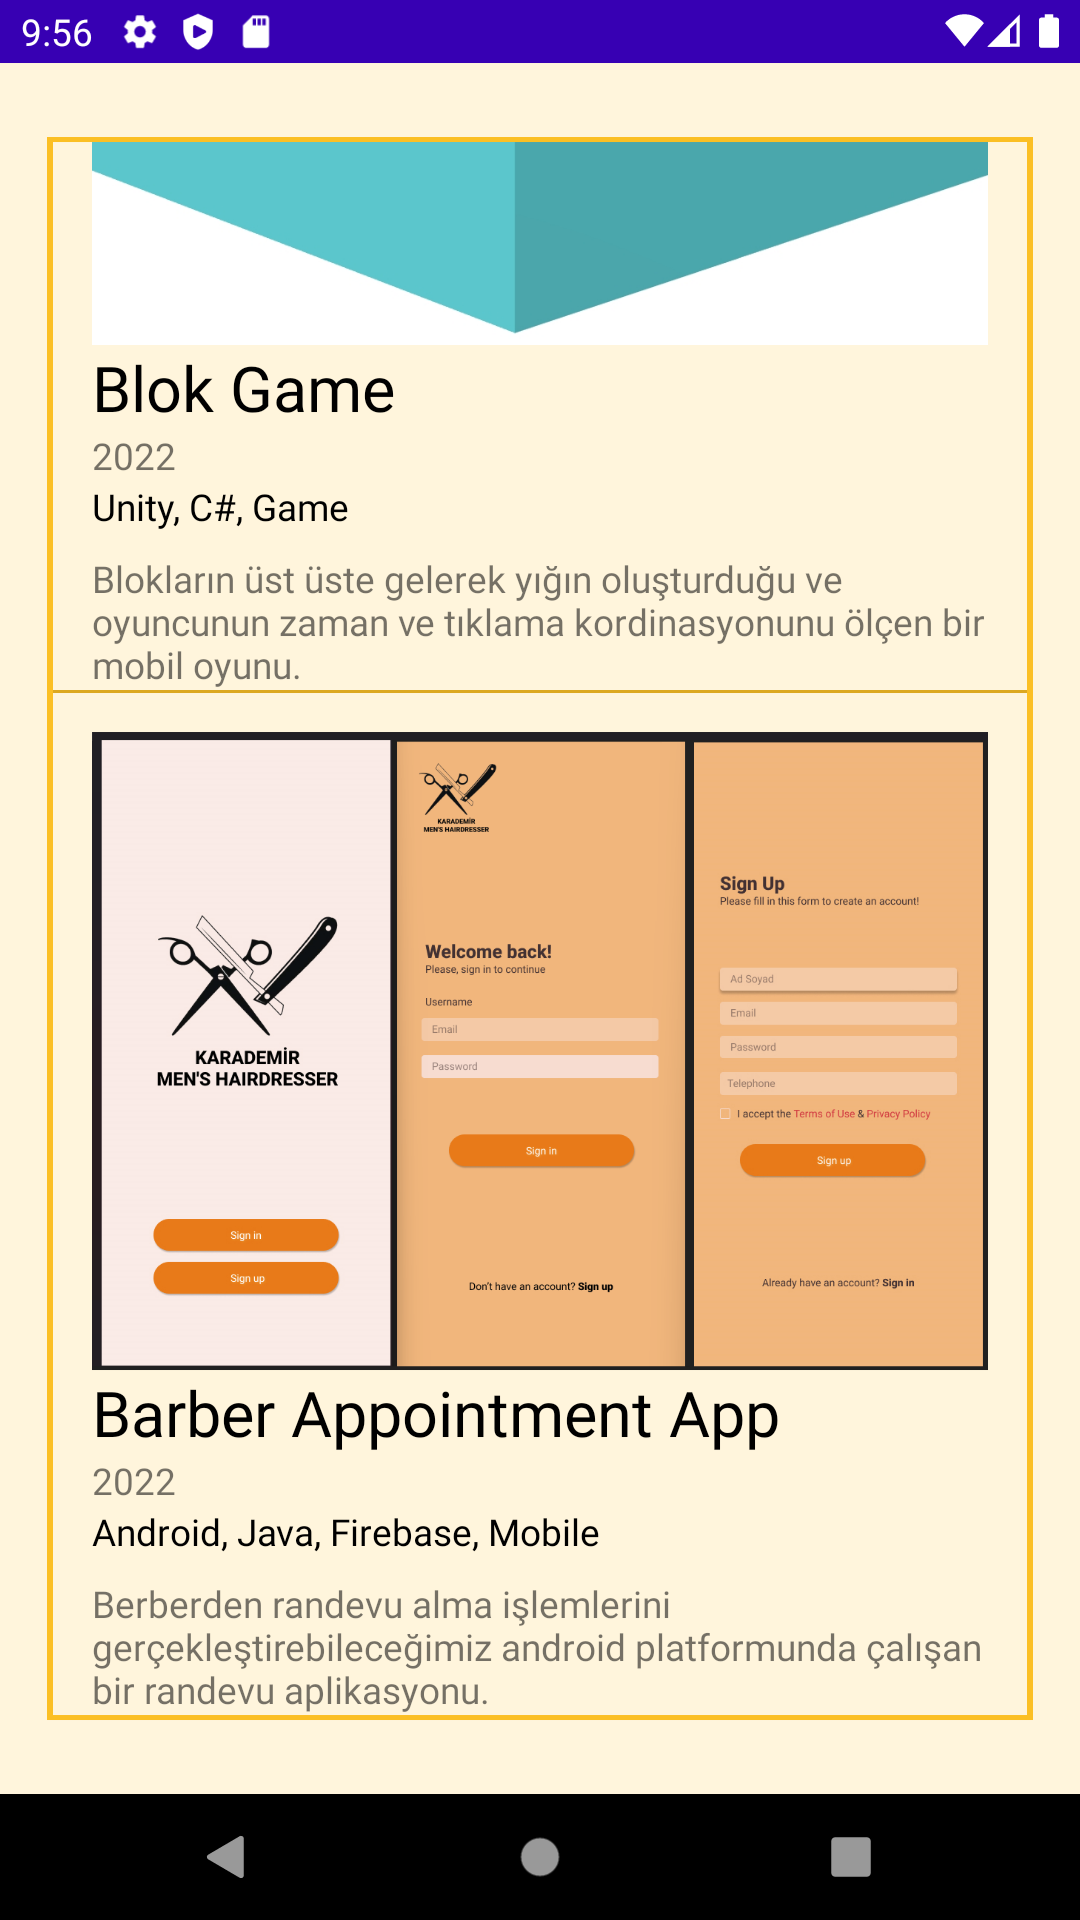 9:56
Blok Game
2022
Unity, C#, Game
Blokların üst üste gelerek yığın oluşturduğu ve
oyuncunun zaman ve tıklama kordinasyonunu ölçen bir
mobil oyunu.
KARADEMİR
MEN'S HAIRDRESSER
Sign in
Sign up
KARADEMİR
MEN'S HAIRDRESSER
Welcome back!
Please, sign in to continue
Username
Email
Password
Sign in
Don't have an account? Sign up
Sign Up
Please fill in this form to create an account!
Ad Soyad
Email
Password
Telephone
I accept the Terms of Use & Privacy Policy
Sign up
Already have an account? Sign in
Barber Appointment App
2022
Android, Java, Firebase, Mobile
Berberden randevu alma işlemlerini
gerçekleştirebileceğimiz android platformunda çalışan
bir randevu aplikasyonu.